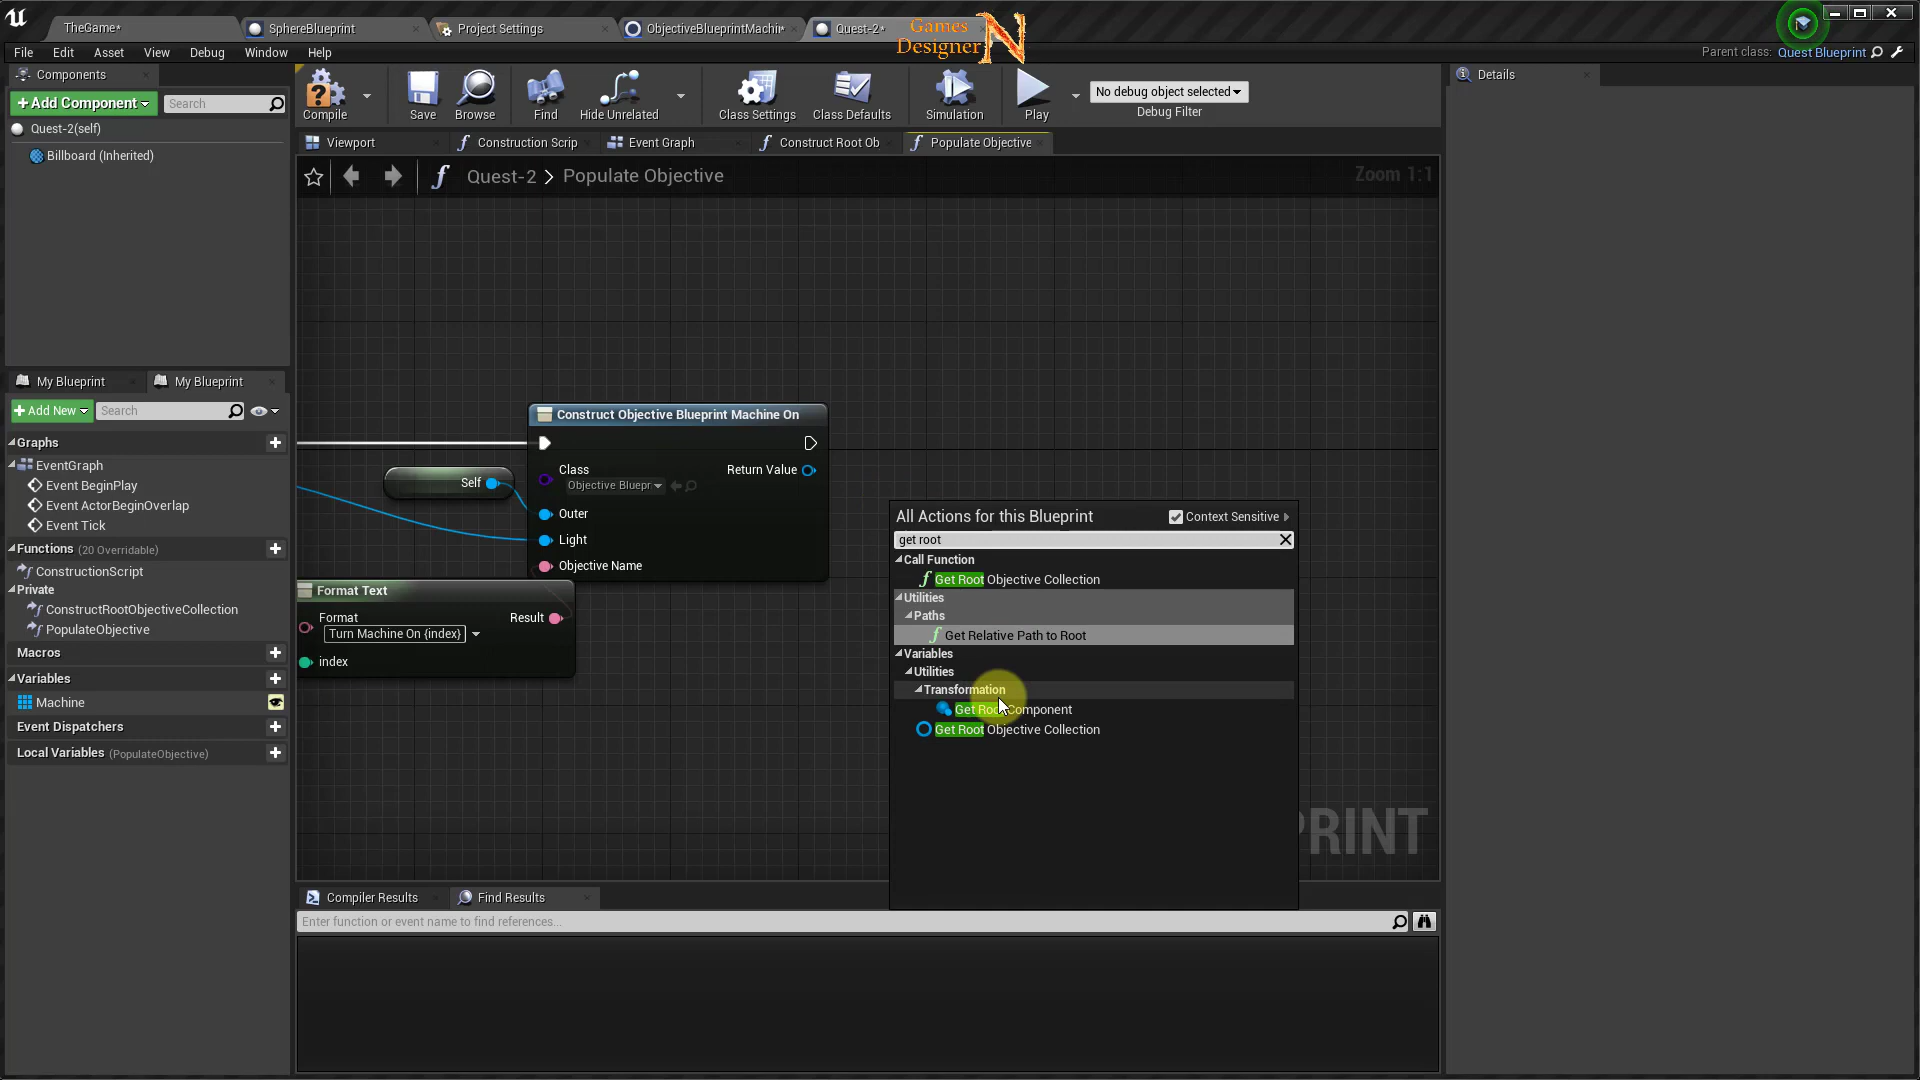 TheGame*
SphereBlueprint
Project Settings
ObjectiveBlueprintMachin*
Quest-2*
Games
Designer
N
File Edit Asset View Debug Window Help
Parent class: Quest Blueprint
Components
+Add Component
Search
Quest-2(self)
Billboard (Inherited)
Compile
Save
Browse
Find
Hide Unrelated
Class Settings
Class Defaults
Simulation
Play
No debug object selected
Debug Filter
Details
Viewport
Construction Scrip
Event Graph
Construct Root Ob
Populate Objective
Quest-2 > Populate Objective
Zoom 1:1
My Blueprint
My Blueprint
+Add New
Search
Graphs
EventGraph
Event BeginPlay
Event ActorBeginOverlap
Event Tick
Functions (20 Overridable)
ConstructionScript
Private
ConstructRootObjectiveCollection
PopulateObjective
Macros
Variables
Machine
Event Dispatchers
Local Variables (PopulateObjective)
Construct Objective Blueprint Machine On
Class
Objective Bluepr
Return Value
Self
Outer
Light
Objective Name
Format Text
Format
Turn Machine On {index}
Result
index
All Actions for this Blueprint
Context Sensitive
get root
Call Function
Get Root Objective Collection
Utilities
Paths
Get Relative Path to Root
Variables
Utilities
Transformation
Get Root Component
Get Root Objective Collection
PRINT
Compiler Results
Find Results
Enter function or event name to find references...